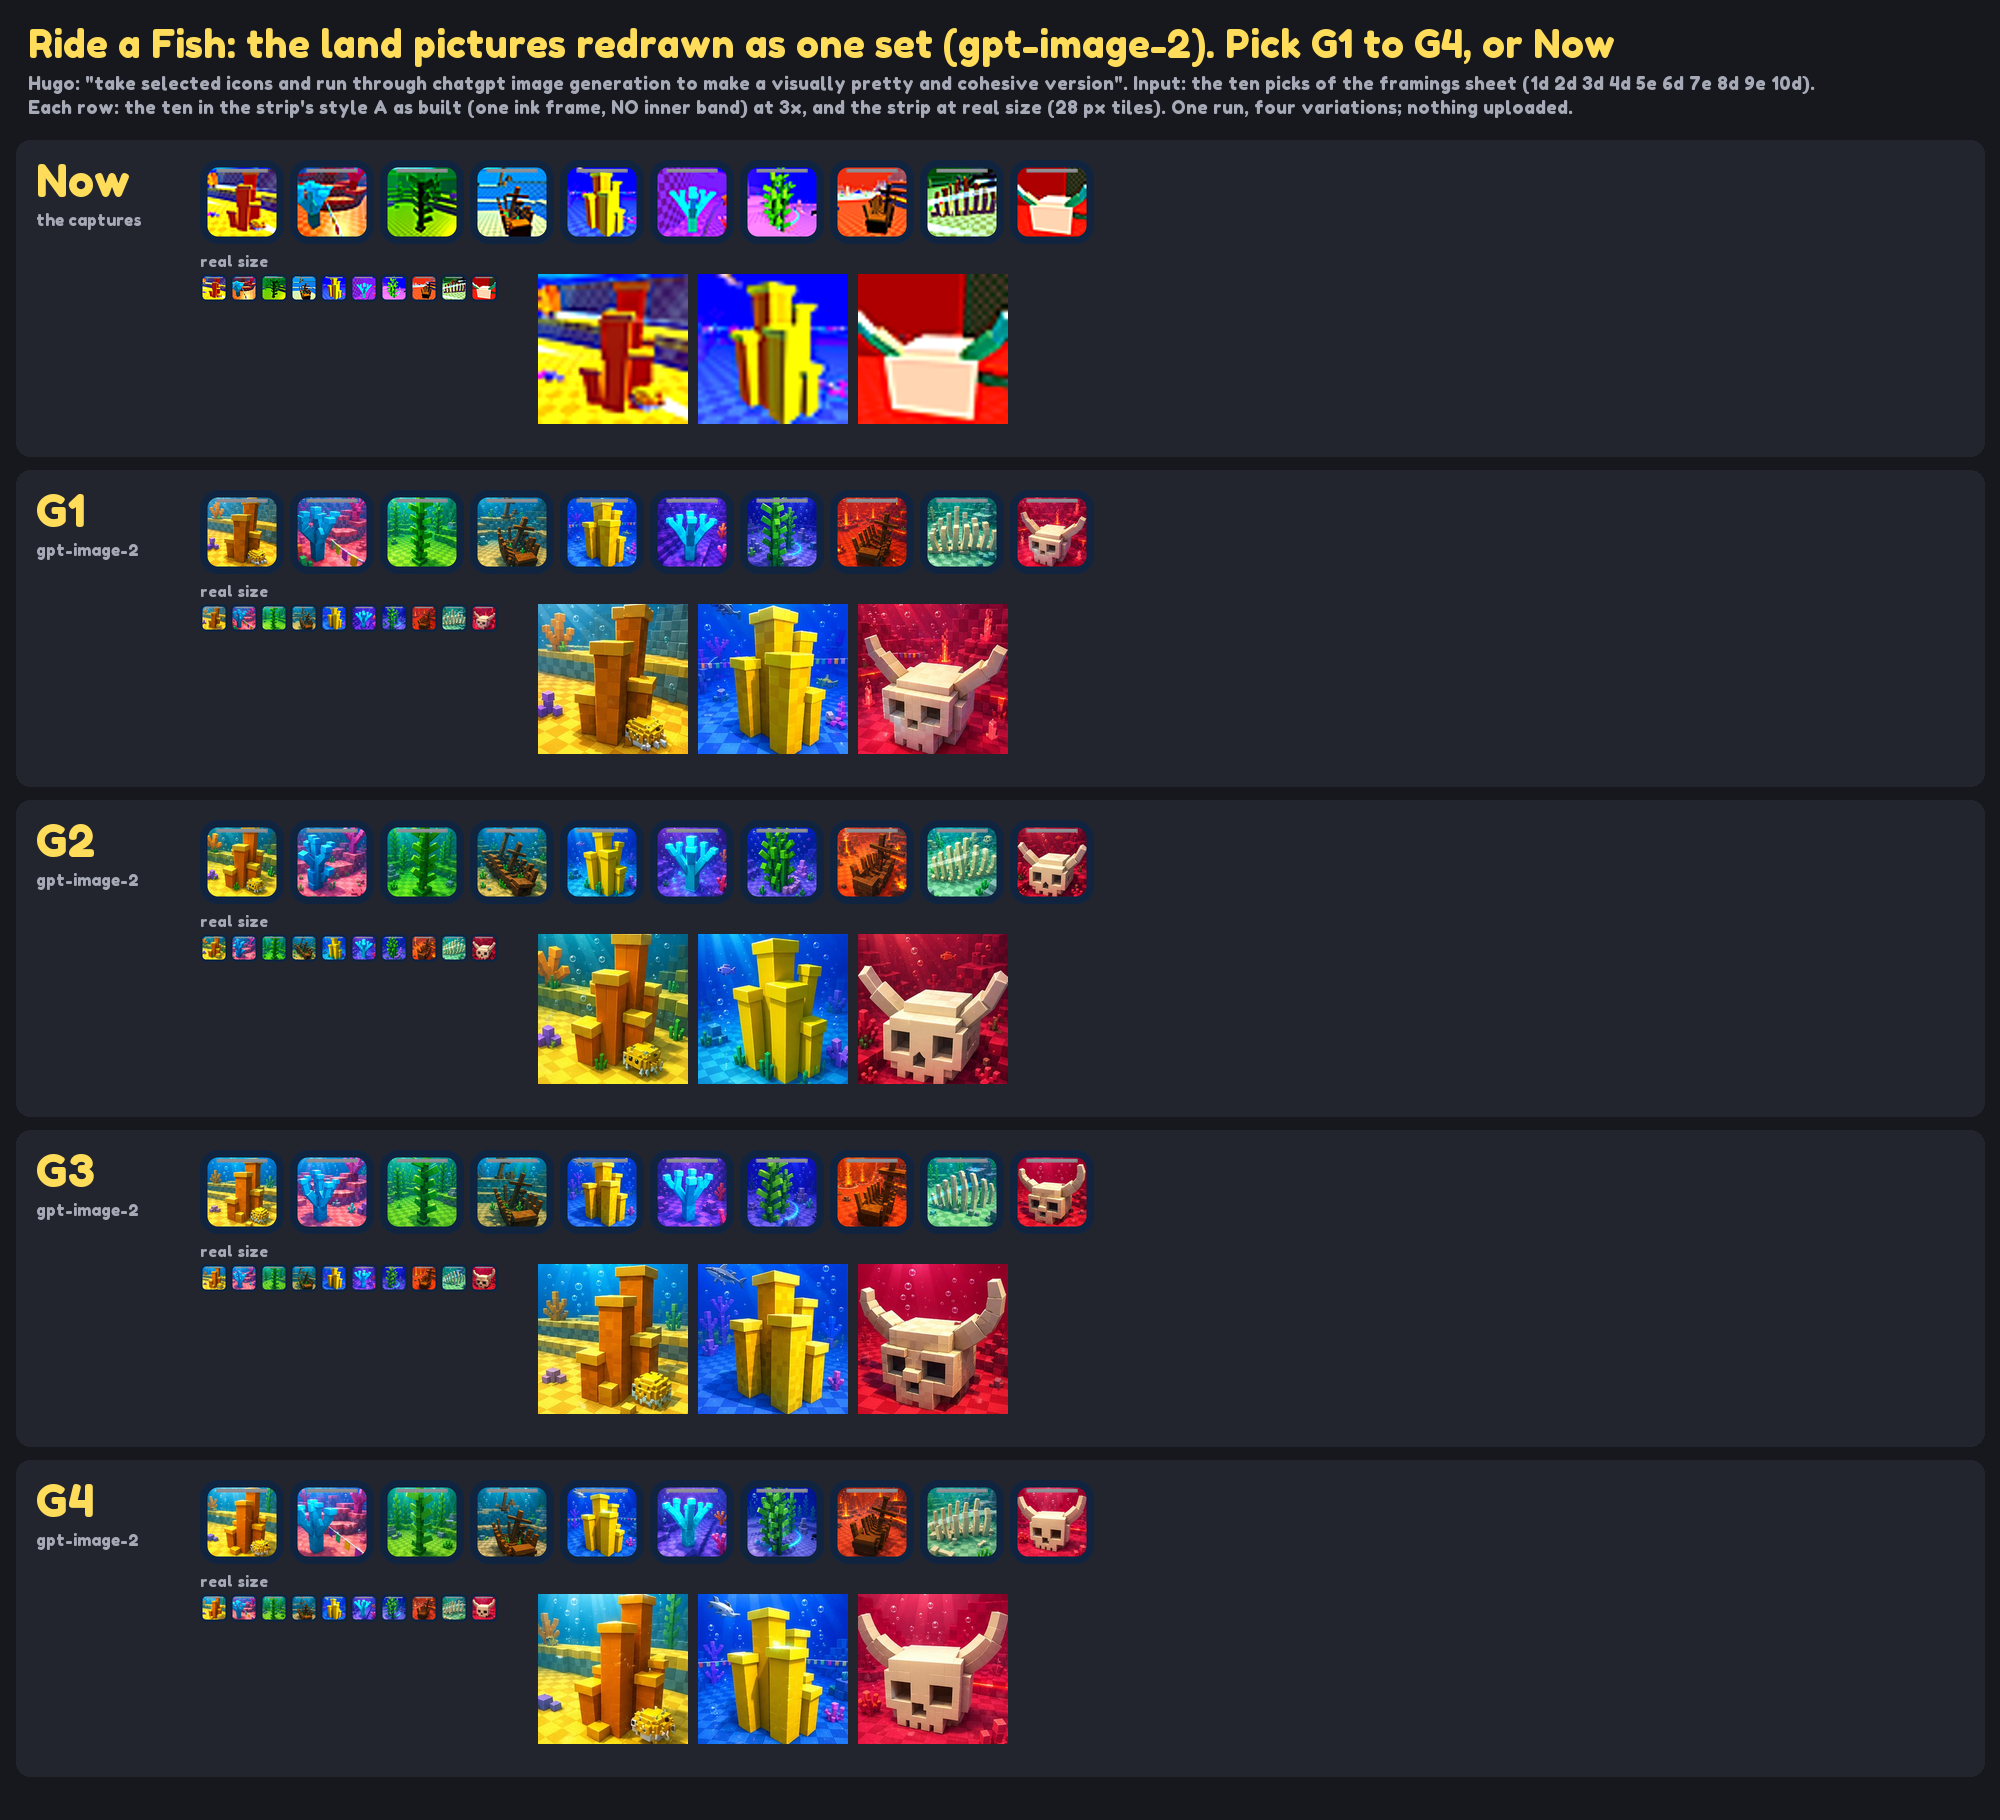 Ride a Fish: the land pictures redrawn as one set (gpt-image-2). Pick G1 to G4, or Now
Hugo: "take selected icons and run through chatgpt image generation to make a visually pretty and cohesive version". Input: the ten picks of the framings sheet (1d 2d 3d 4d 5e 6d 7e 8d 9e 10d).
Each row: the ten in the strip's style A as built (one ink frame, NO inner band) at 3x, and the strip at real size (28 px tiles). One run, four variations; nothing uploaded.
Now
the captures
real size
G1
gpt-image-2
real size
G2
gpt-image-2
real size
G3
gpt-image-2
real size
G4
gpt-image-2
real size